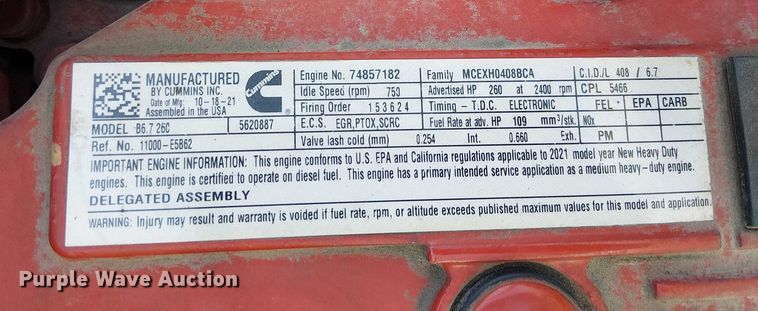 MANUFACTURED
BY CUMMINS INC.
Date of Mfg: 10-18-21
Assembled in the USA
Cummins
MODEL B6.7 26C 5620887
Ref. No. 11000-E5B62
Engine No. 74857182 Family MCEXH0408BCA C.I.D./L 408 / 6.7
Idle Speed (rpm) 750 Advertised HP 260 at 2400 rpm CPL 5466
Firing Order 153624 Timing - T.D.C. ELECTRONIC FEL EPA CARB
E.C.S. EGR,PTOX,SCRC Fuel Rate at adv. HP 109 mm³/stk. NOx
Valve lash cold (mm) 0.254 Int. 0.660 Exh. PM
IMPORTANT ENGINE INFORMATION: This engine conforms to U.S. EPA and California regulations applicable to 2021 model year New Heavy Duty
engines. This engine is certified to operate on diesel fuel. This engine has a primary intended service application as a medium heavy-duty engine.
DELEGATED ASSEMBLY
WARNING: Injury may result and warranty is voided if fuel rate, rpm, or altitude exceeds published maximum values for this model and application.
Purple Wave Auction